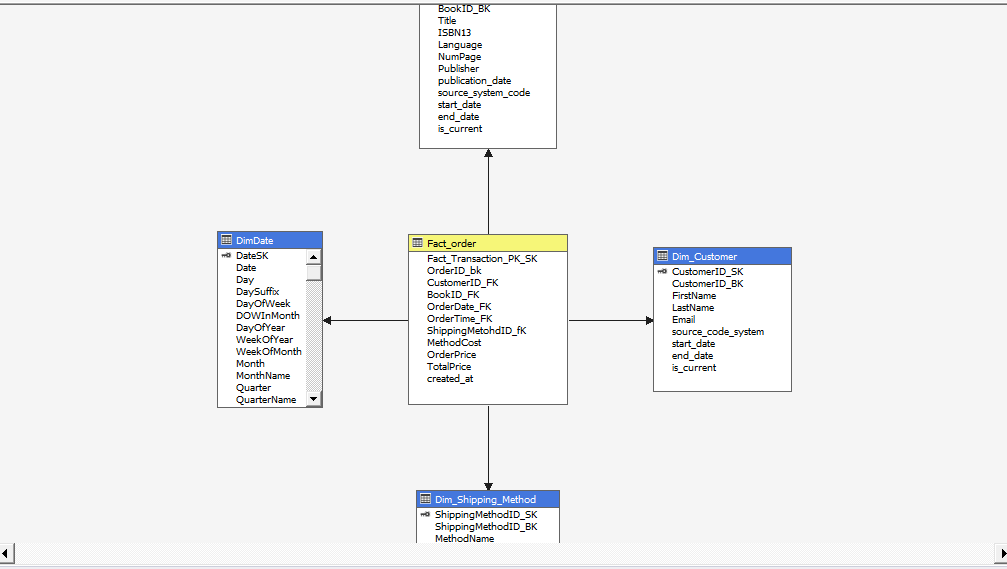 BookID_BK
Title
ISBN13
Language
NumPage
Publisher
publication_date
source_system_code
start_date
end_date
is_current
DimDate
DateSK
Date
Day
DaySuffix
DayOfWeek
DOWInMonth
DayOfYear
WeekOfYear
WeekOfMonth
Month
MonthName
Quarter
QuarterName
Fact_order
Fact_Transaction_PK_SK
OrderID_bk
CustomerID_FK
BookID_FK
OrderDate_FK
OrderTime_FK
ShippingMetohdID_fK
MethodCost
OrderPrice
TotalPrice
created_at
Dim_Customer
CustomerID_SK
CustomerID_BK
FirstName
LastName
Email
source_code_system
start_date
end_date
is_current
Dim_Shipping_Method
ShippingMethodID_SK
ShippingMethodID_BK
MethodName